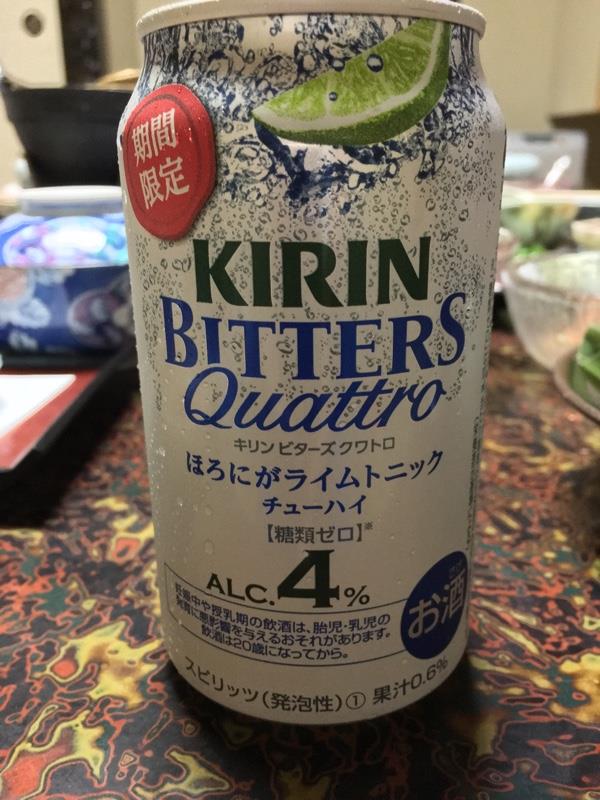 期間
限定
KIRIN
BITTERS
Quattro
キリン ビターズ クワトロ
ほろにがライムトニック
チューハイ
【糖類ゼロ】※
ALC.4%
妊娠中や授乳期の飲酒は、胎児・乳児の
発育に悪影響を与えるおそれがあります。
飲酒は20歳になってから。
お酒
スピリッツ(発泡性)① 果汁0.6%